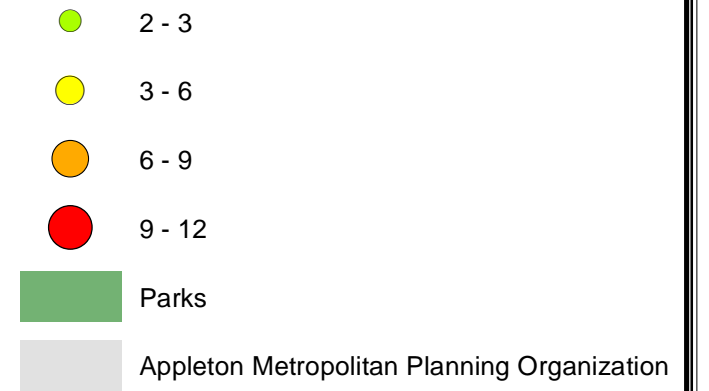 2 - 3
3 - 6
6 - 9
9 - 12
Parks
Appleton Metropolitan Planning Organization